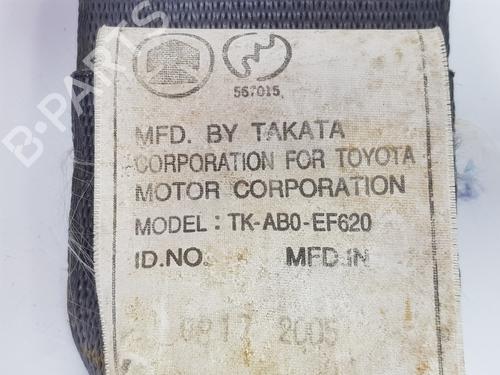 567015
MFD. BY TAKATA
CORPORATION FOR TOYOTA
MOTOR CORPORATION
MODEL : TK-AB0-EF620
ID.NO.
MFD.IN
0817 2005
B-PARTS